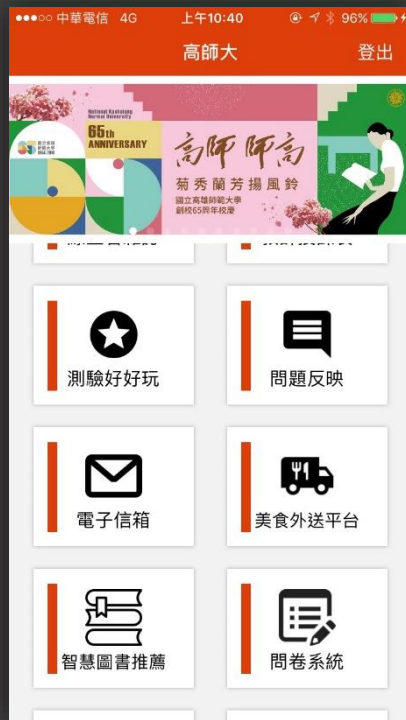 中華電信 4G 上午10:40 96%
高師大 登出
National Kaohsiung
Normal University
65th
ANNIVERSARY
高師 師高
菊秀蘭芳揚風鈴
國立高雄師範大學
創校65周年校慶
測驗好好玩 問題反映
電子信箱 美食外送平台
智慧圖書推薦 問卷系統